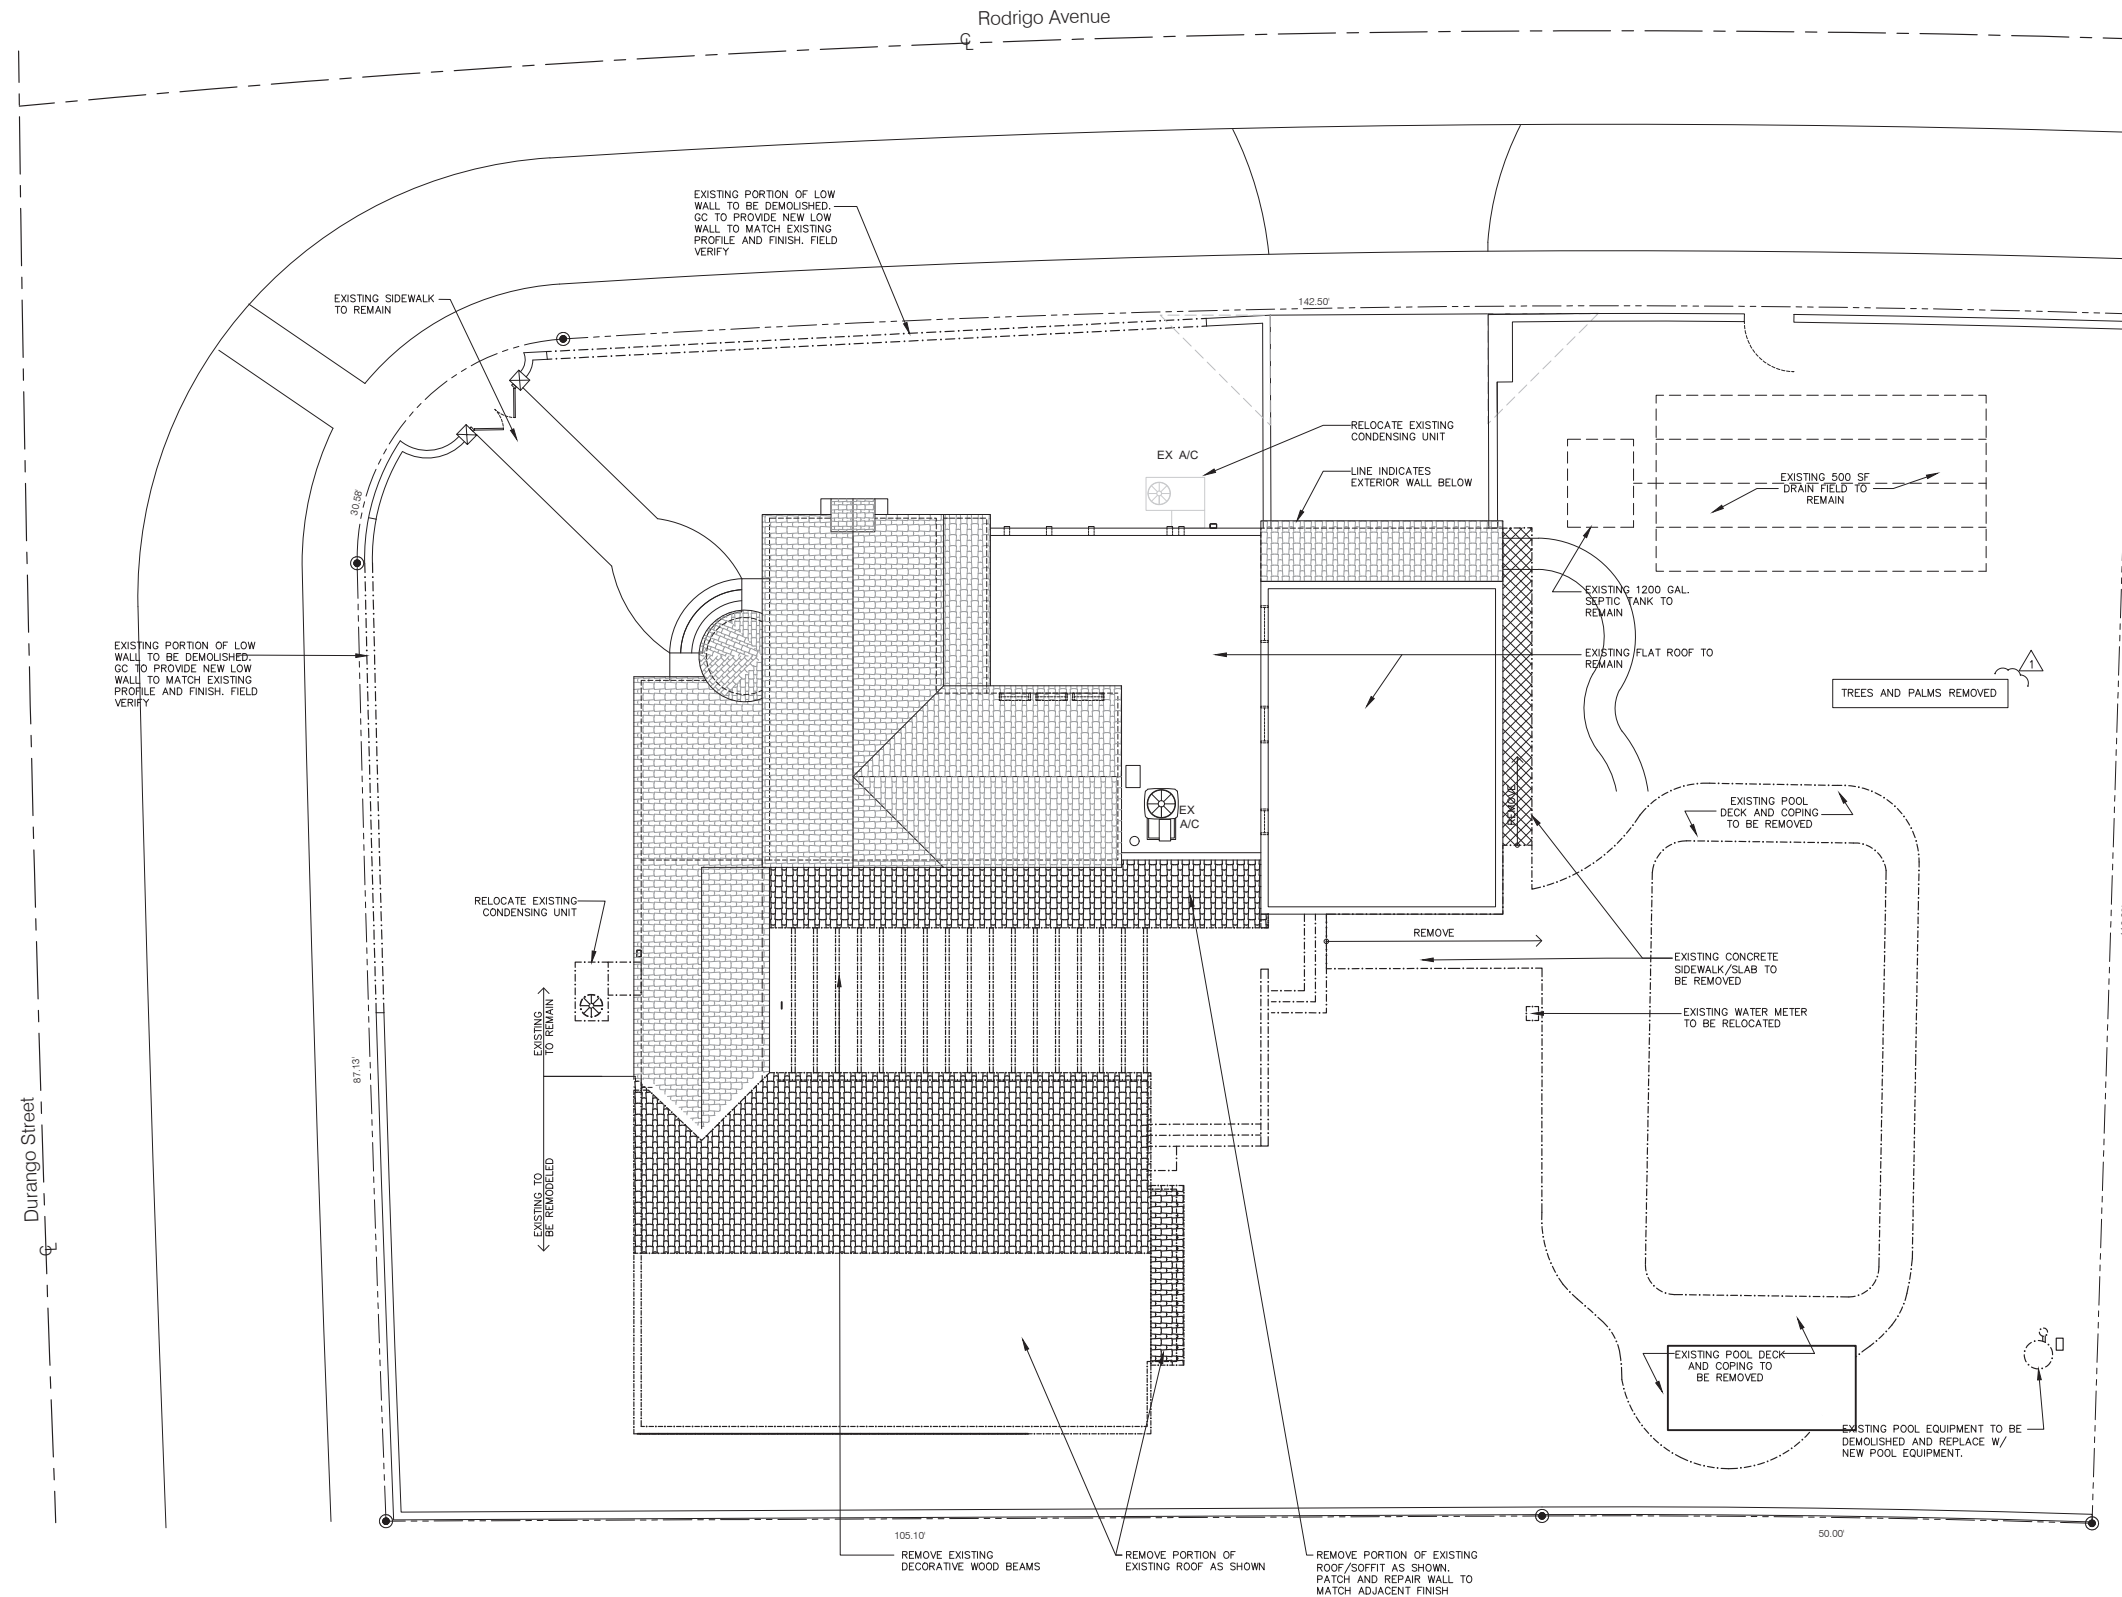 Rodrigo Avenue
CL
EXISTING PORTION OF LOW
WALL TO BE DEMOLISHED.
GC TO PROVIDE NEW LOW
WALL TO MATCH EXISTING
PROFILE AND FINISH. FIELD
VERIFY
EXISTING SIDEWALK
TO REMAIN
142.50'
RELOCATE EXISTING
CONDENSING UNIT
EX A/C
LINE INDICATES
EXTERIOR WALL BELOW
EXISTING 500 SF
DRAIN FIELD TO
REMAIN
30.58'
EXISTING 1200 GAL.
SEPTIC TANK TO
REMAIN
EXISTING PORTION OF LOW
WALL TO BE DEMOLISHED.
GC TO PROVIDE NEW LOW
WALL TO MATCH EXISTING
PROFILE AND FINISH. FIELD
VERIFY
EXISTING FLAT ROOF TO
REMAIN
1
TREES AND PALMS REMOVED
EX
A/C
REMOVE
EXISTING POOL
DECK AND COPING
TO BE REMOVED
RELOCATE EXISTING
CONDENSING UNIT
REMOVE
EXISTING CONCRETE
SIDEWALK/SLAB TO
BE REMOVED
EXISTING WATER METER
TO BE RELOCATED
EXISTING
TO REMAIN
87.13'
Durango Street
CL
EXISTING TO
BE REMODELED
EXISTING POOL DECK
AND COPING TO
BE REMOVED
EXISTING POOL EQUIPMENT TO BE
DEMOLISHED AND REPLACE W/
NEW POOL EQUIPMENT.
105.10'
50.00'
REMOVE EXISTING
DECORATIVE WOOD BEAMS
REMOVE PORTION OF
EXISTING ROOF AS SHOWN
REMOVE PORTION OF EXISTING
ROOF/SOFFIT AS SHOWN.
PATCH AND REPAIR WALL TO
MATCH ADJACENT FINISH